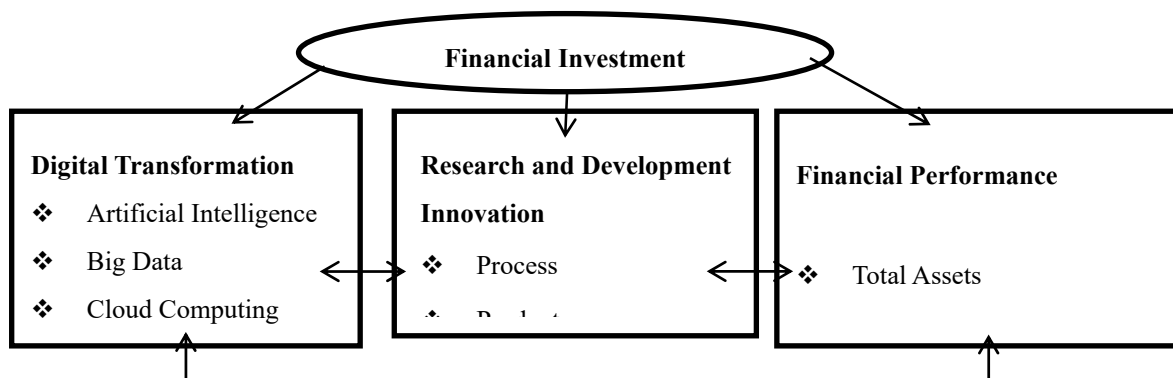 Financial Investment
Digital Transformation
❖ Artificial Intelligence
❖ Big Data
❖ Cloud Computing
Research and Development
Innovation
❖ Process
Financial Performance
❖ Total Assets